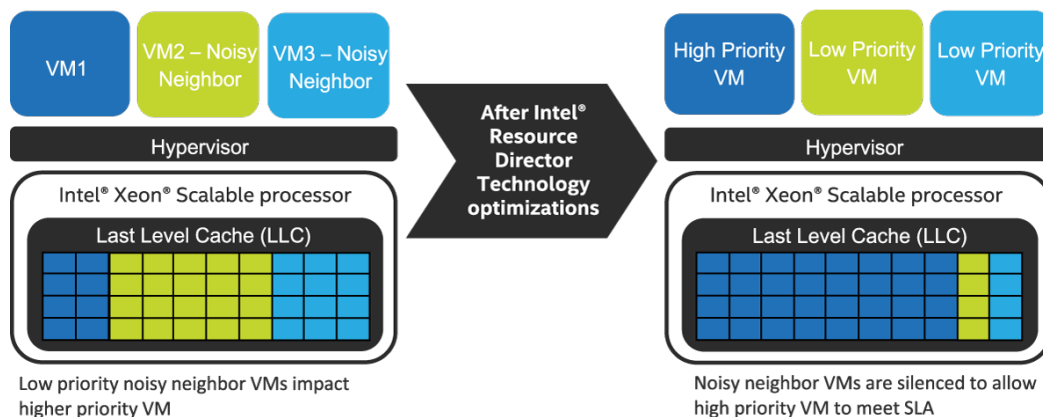 VM1
VM2 – Noisy
Neighbor
VM3 – Noisy
Neighbor
Hypervisor
Intel® Xeon® Scalable processor
Last Level Cache (LLC)
Low priority noisy neighbor VMs impact
higher priority VM
After Intel®
Resource
Director
Technology
optimizations
High Priority
VM
Low Priority
VM
Low Priority
VM
Hypervisor
Intel® Xeon® Scalable processor
Last Level Cache (LLC)
Noisy neighbor VMs are silenced to allow
high priority VM to meet SLA